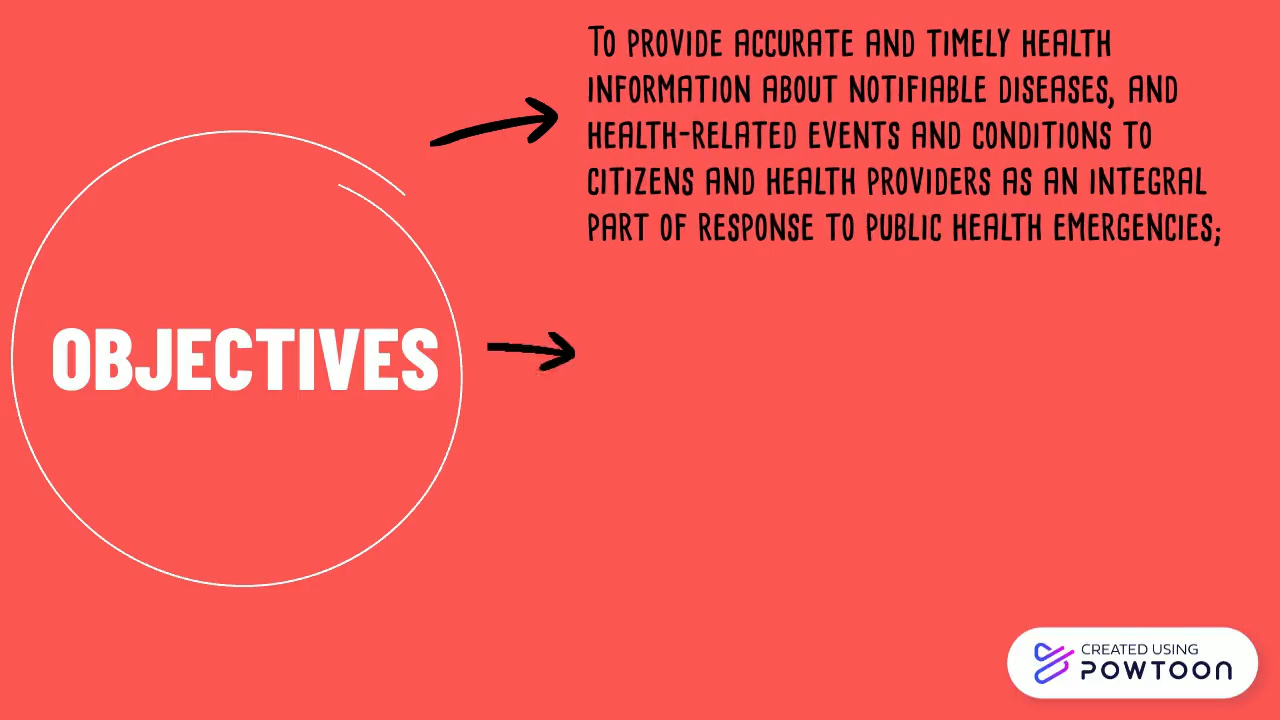 To provide accurate and timely health
information about notifiable diseases, and
health-related events and conditions to
citizens and health providers as an integral
part of response to public health emergencies;
OBJECTIVES
CREATED USING
POWTOON